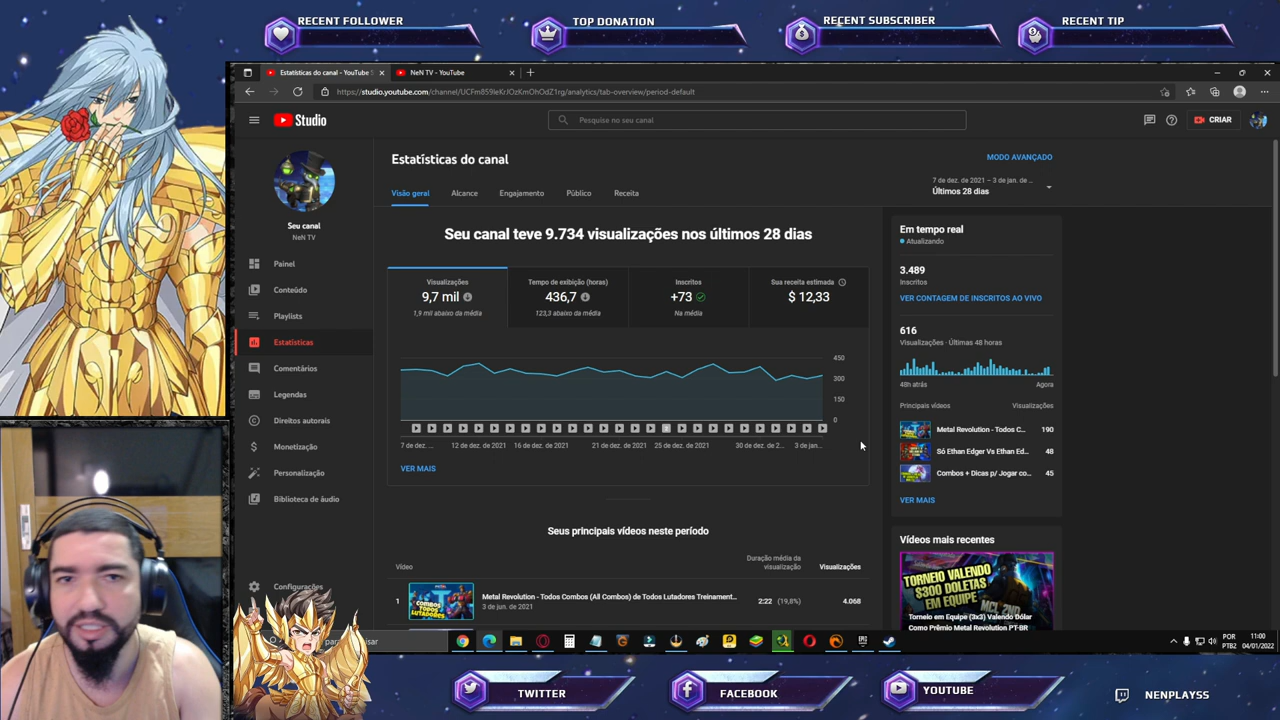 RECENT FOLLOWER
TOP DONATION
RECENT SUBSCRIBER
RECENT TIP
Estatísticas do canal - YouTube S
NeN TV - YouTube
https://studio.youtube.com/channel/UCFm859IeKrJOzKmOhOdZ1rg/analytics/tab-overview/period-default
Studio
Pesquise no seu canal
CRIAR
Estatísticas do canal
MODO AVANÇADO
7 de dez. de 2021 – 3 de jan. de ...
Últimos 28 dias
Visão geral
Alcance
Engajamento
Público
Receita
Seu canal
NeN TV
Painel
Conteúdo
Playlists
Estatísticas
Comentários
Legendas
Direitos autorais
Monetização
Personalização
Biblioteca de áudio
Configurações
Seu canal teve 9.734 visualizações nos últimos 28 dias
Visualizações
9,7 mil
1,9 mil abaixo da média
Tempo de exibição (horas)
436,7
123,3 abaixo da média
Inscritos
+73
Na média
Sua receita estimada
$ 12,33
450
300
150
0
7 de dez. ...
12 de dez. de 2021
16 de dez. de 2021
21 de dez. de 2021
25 de dez. de 2021
30 de dez. de 2...
3 de jan...
VER MAIS
Seus principais vídeos neste período
Vídeo
Duração média da
visualização
Visualizações
1
COMBOS
TODOS
LUTADORES
Metal Revolution - Todos Combos (All Combos) de Todos Lutadores Treinament...
3 de jun. de 2021
2:22 (19,8%)
4.068
Em tempo real
Atualizando
3.489
Inscritos
VER CONTAGEM DE INSCRITOS AO VIVO
616
Visualizações · Últimas 48 horas
48h atrás
Agora
Principais vídeos
Visualizações
Metal Revolution - Todos C...
190
Só Ethan Edger Vs Ethan Ed...
48
Combos + Dicas p/ Jogar co...
45
VER MAIS
Vídeos mais recentes
TORNEIO VALENDO
$300 DOLETAS
EM EQUIPE
MCL 2ND
Torneio em Equipe (3x3) Valendo Dólar
Como Prêmio Metal Revolution PT-BR
POR
PTB2
11:00
04/01/2022
TWITTER
FACEBOOK
YOUTUBE
NENPLAYSS